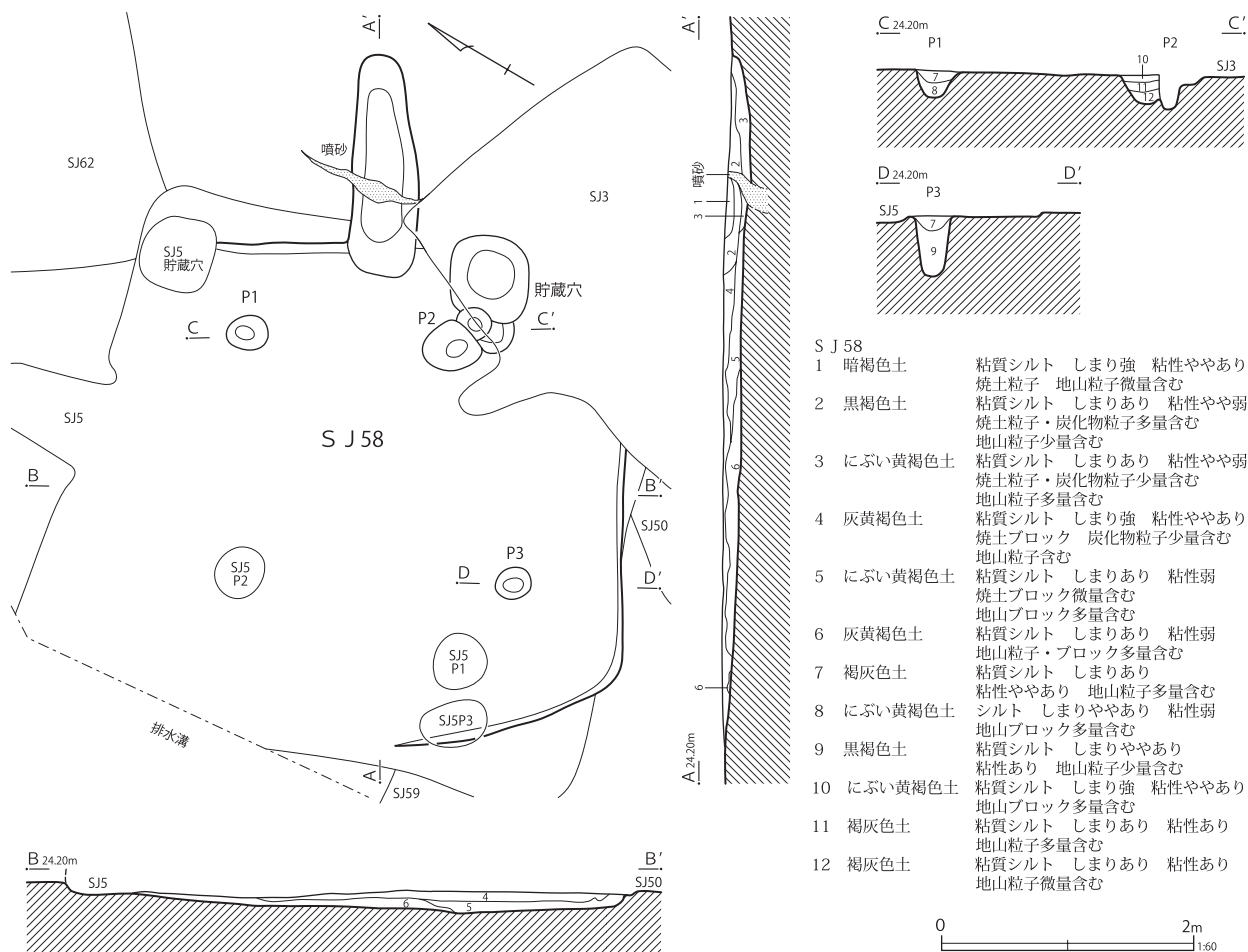 A′
SJ62
噴砂
SJ3
SJ5
貯蔵穴
貯蔵穴
P1
P2
C
C′
SJ5
ＳＪ58
B
B′
SJ50
SJ5
P2
P3
D
D′
SJ5
P1
SJ5P3
排水溝
A
SJ59
A′
3
2
噴砂
1
3
2
4
5
6
6
A 24.20m
C 24.20m
C′
P1
P2
10
SJ3
7
8
11
12
D 24.20m
D′
P3
SJ5
7
9
ＳＪ58
1 暗褐色土 粘質シルト しまり強 粘性ややあり
焼土粒子 地山粒子微量含む
2 黒褐色土 粘質シルト しまりあり 粘性やや弱
焼土粒子・炭化物粒子多量含む
地山粒子少量含む
3 にぶい黄褐色土 粘質シルト しまりあり 粘性やや弱
焼土粒子・炭化物粒子少量含む
地山粒子多量含む
4 灰黄褐色土 粘質シルト しまり強 粘性ややあり
焼土ブロック 炭化物粒子少量含む
地山粒子含む
5 にぶい黄褐色土 粘質シルト しまりあり 粘性弱
焼土ブロック微量含む
地山ブロック多量含む
6 灰黄褐色土 粘質シルト しまりあり 粘性弱
地山粒子・ブロック多量含む
7 褐灰色土 粘質シルト しまりあり
粘性ややあり 地山粒子多量含む
8 にぶい黄褐色土 シルト しまりややあり 粘性弱
地山ブロック多量含む
9 黒褐色土 粘質シルト しまりややあり
粘性あり 地山粒子少量含む
10 にぶい黄褐色土 粘質シルト しまり強 粘性ややあり
地山ブロック多量含む
11 褐灰色土 粘質シルト しまりあり 粘性あり
地山粒子多量含む
12 褐灰色土 粘質シルト しまりあり 粘性あり
地山粒子微量含む
B 24.20m
B′
SJ5
SJ50
4
6
5
0 2m
1:60